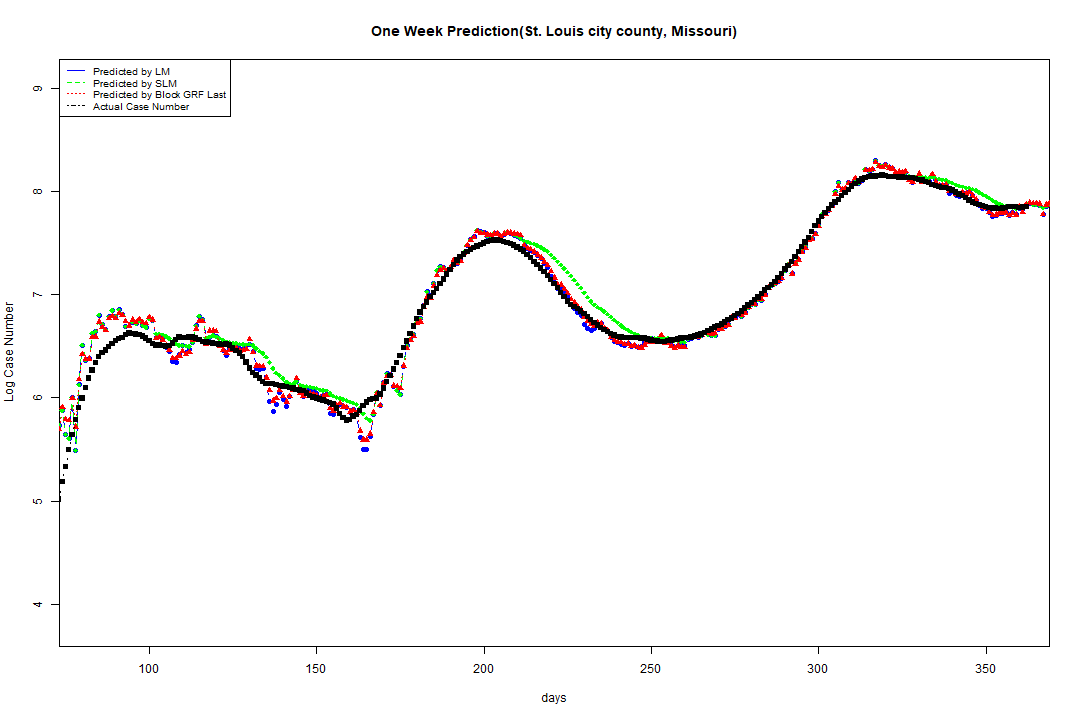 One Week Prediction(St. Louis city county, Missouri)
Predicted by LM
Predicted by SLM
Predicted by Block GRF Last
Actual Case Number
Log Case Number
9
8
7
6
5
4
100 150 200 250 300 350
days